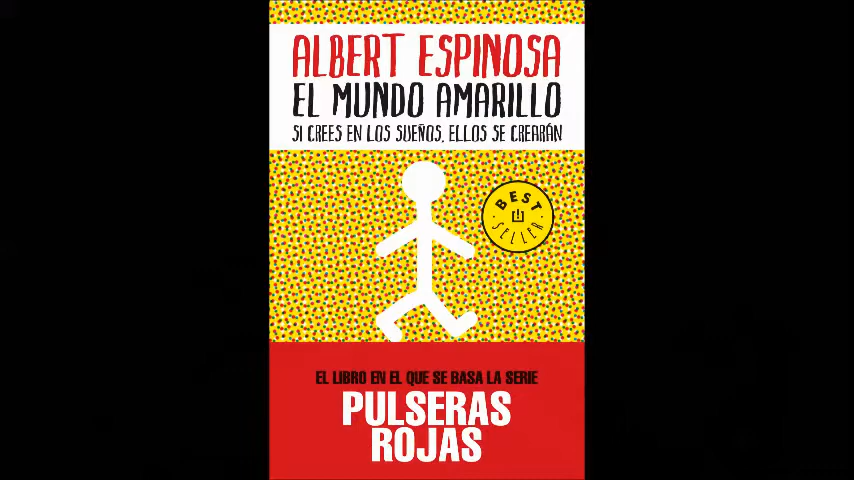 ALBERT ESPINOSA
EL MUNDO AMARILLO
SI CREES EN LOS SUEÑOS, ELLOS SE CREARÁN
BEST
SELLER
EL LIBRO EN EL QUE SE BASA LA SERIE
PULSERAS
ROJAS